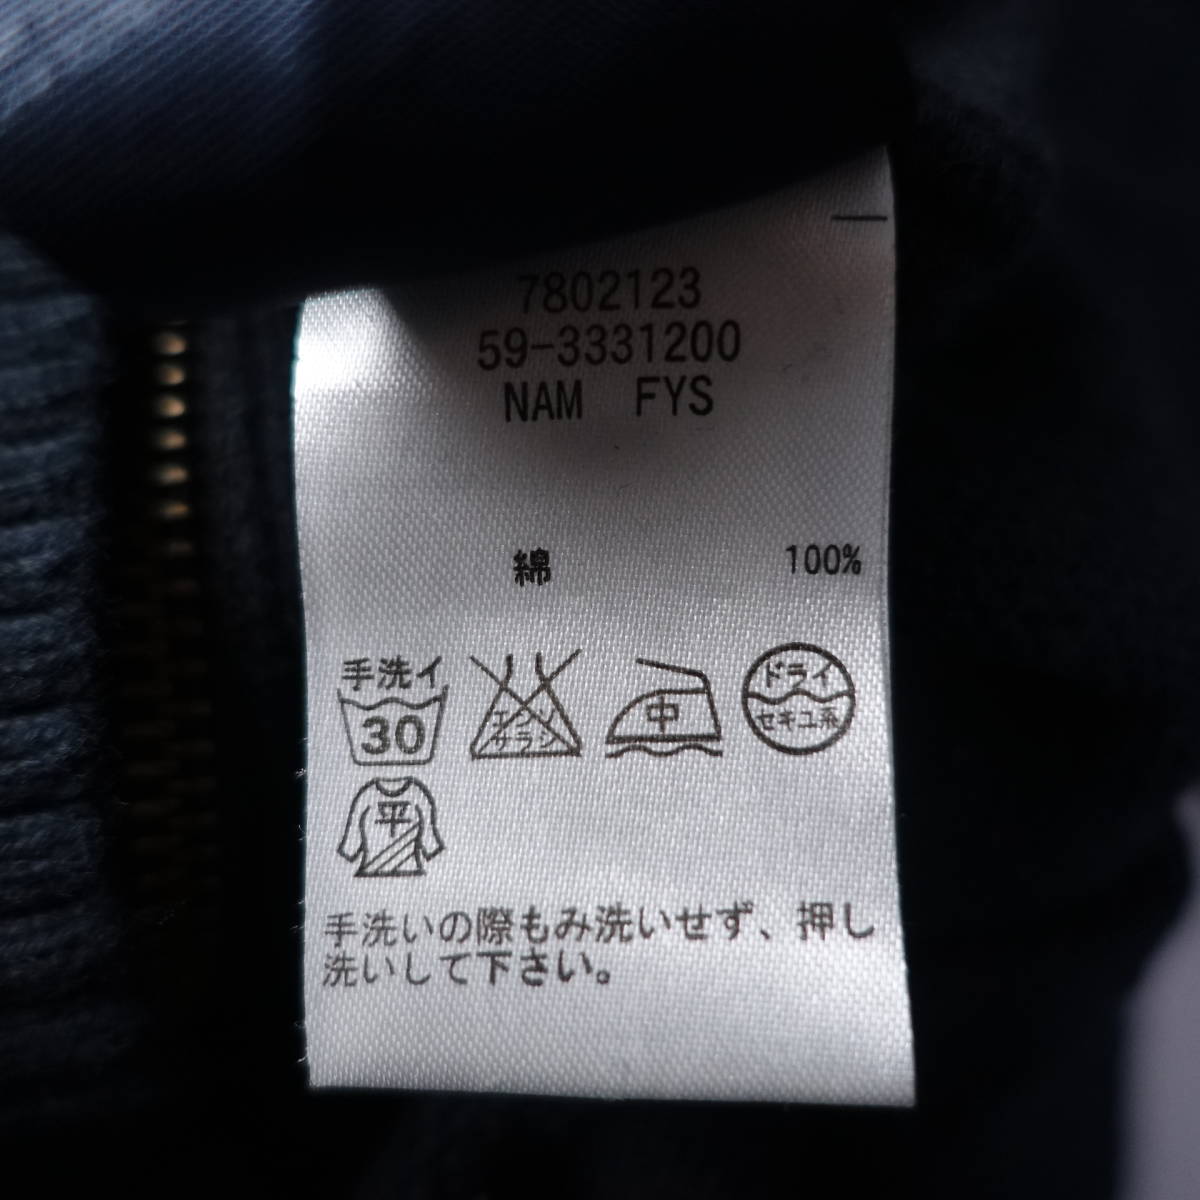 7802123
59-3331200
NAM FYS
綿 100%
手洗イ
30
エンソ
サラシ
中
ドライ
セキユ系
平
手洗いの際もみ洗いせず、押し
洗いして下さい。